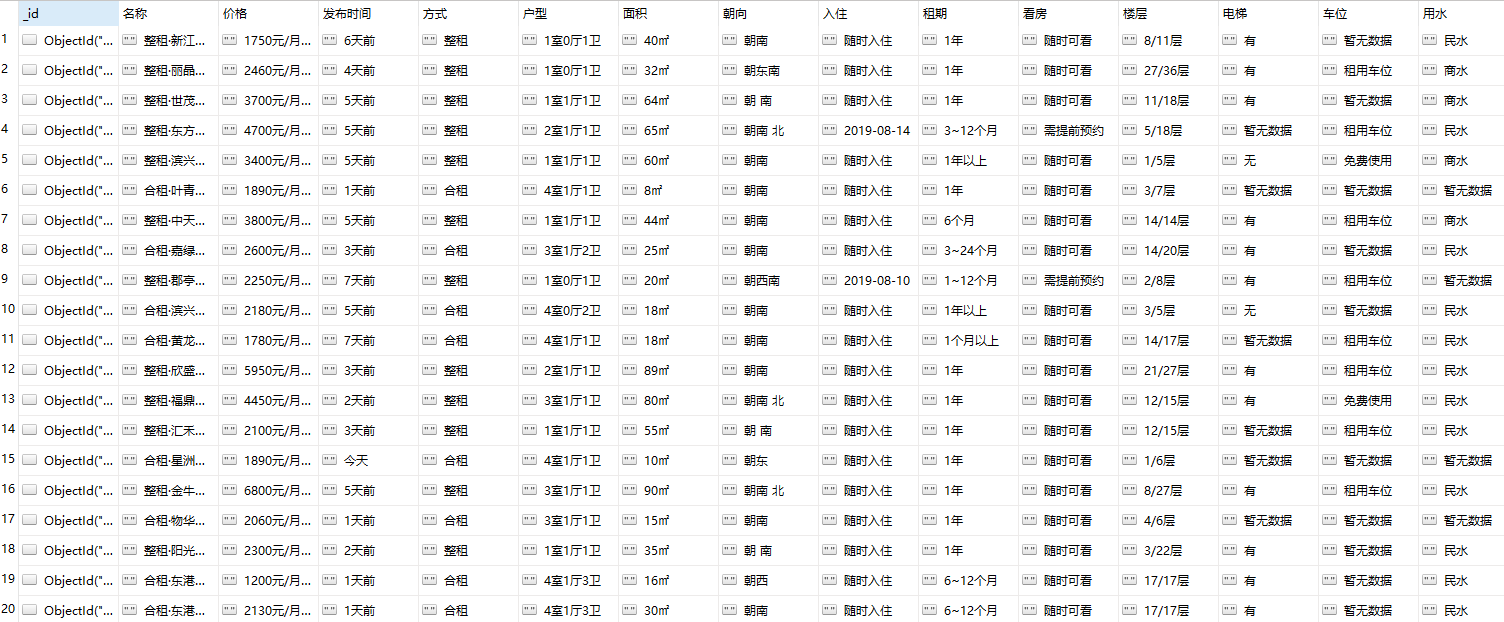 _id 名称 价格 发布时间 方式 户型 面积 朝向 入住 租期 看房 楼层 电梯 车位 用水
1 ObjectId("... "" 整租·新江... "" 1750元/月... "" 6天前 "" 整租 "" 1室0厅1卫 "" 40㎡ "" 朝南 "" 随时入住 "" 1年 "" 随时可看 "" 8/11层 "" 有 "" 暂无数据 "" 民水
2 ObjectId("... "" 整租·丽晶... "" 2460元/月... "" 4天前 "" 整租 "" 1室0厅1卫 "" 32㎡ "" 朝东南 "" 随时入住 "" 1年 "" 随时可看 "" 27/36层 "" 有 "" 租用车位 "" 商水
3 ObjectId("... "" 整租·世茂... "" 3700元/月... "" 5天前 "" 整租 "" 1室1厅1卫 "" 64㎡ "" 朝 南 "" 随时入住 "" 1年 "" 随时可看 "" 11/18层 "" 有 "" 暂无数据 "" 商水
4 ObjectId("... "" 整租·东方... "" 4700元/月... "" 5天前 "" 整租 "" 2室1厅1卫 "" 65㎡ "" 朝南 北 "" 2019-08-14 "" 3~12个月 "" 需提前预约 "" 5/18层 "" 暂无数据 "" 租用车位 "" 民水
5 ObjectId("... "" 整租·滨兴... "" 3400元/月... "" 5天前 "" 整租 "" 1室1厅1卫 "" 60㎡ "" 朝南 "" 随时入住 "" 1年以上 "" 随时可看 "" 1/5层 "" 无 "" 免费使用 "" 商水
6 ObjectId("... "" 合租·叶青... "" 1890元/月... "" 1天前 "" 合租 "" 4室1厅1卫 "" 8㎡ "" 朝南 "" 随时入住 "" 1年 "" 随时可看 "" 3/7层 "" 暂无数据 "" 暂无数据 "" 暂无数据
7 ObjectId("... "" 整租·中天... "" 3800元/月... "" 5天前 "" 整租 "" 1室1厅1卫 "" 44㎡ "" 朝南 "" 随时入住 "" 6个月 "" 随时可看 "" 14/14层 "" 有 "" 租用车位 "" 商水
8 ObjectId("... "" 合租·嘉绿... "" 2600元/月... "" 3天前 "" 合租 "" 3室1厅2卫 "" 25㎡ "" 朝南 "" 随时入住 "" 3~24个月 "" 随时可看 "" 14/20层 "" 有 "" 暂无数据 "" 民水
9 ObjectId("... "" 整租·郡亭... "" 2250元/月... "" 7天前 "" 整租 "" 1室0厅1卫 "" 20㎡ "" 朝西南 "" 2019-08-10 "" 1~12个月 "" 需提前预约 "" 2/8层 "" 有 "" 租用车位 "" 暂无数据
10 ObjectId("... "" 合租·滨兴... "" 2180元/月... "" 5天前 "" 合租 "" 4室0厅2卫 "" 18㎡ "" 朝南 "" 随时入住 "" 1年以上 "" 随时可看 "" 3/5层 "" 无 "" 暂无数据 "" 民水
11 ObjectId("... "" 合租·黄龙... "" 1780元/月... "" 7天前 "" 合租 "" 4室1厅1卫 "" 18㎡ "" 朝南 "" 随时入住 "" 1个月以上 "" 随时可看 "" 14/17层 "" 暂无数据 "" 租用车位 "" 民水
12 ObjectId("... "" 整租·欣盛... "" 5950元/月... "" 3天前 "" 整租 "" 2室1厅1卫 "" 89㎡ "" 朝南 "" 随时入住 "" 1年 "" 随时可看 "" 21/27层 "" 有 "" 租用车位 "" 民水
13 ObjectId("... "" 整租·福鼎... "" 4450元/月... "" 2天前 "" 整租 "" 3室1厅1卫 "" 80㎡ "" 朝南 北 "" 随时入住 "" 1年 "" 随时可看 "" 12/15层 "" 有 "" 免费使用 "" 民水
14 ObjectId("... "" 整租·汇禾... "" 2100元/月... "" 3天前 "" 整租 "" 1室1厅1卫 "" 55㎡ "" 朝 南 "" 随时入住 "" 1年 "" 随时可看 "" 12/15层 "" 暂无数据 "" 租用车位 "" 民水
15 ObjectId("... "" 合租·星洲... "" 1890元/月... "" 今天 "" 合租 "" 4室1厅1卫 "" 10㎡ "" 朝东 "" 随时入住 "" 1年 "" 随时可看 "" 1/6层 "" 暂无数据 "" 暂无数据 "" 暂无数据
16 ObjectId("... "" 整租·金牛... "" 6800元/月... "" 5天前 "" 整租 "" 3室1厅1卫 "" 90㎡ "" 朝南 北 "" 随时入住 "" 1年 "" 随时可看 "" 8/27层 "" 有 "" 租用车位 "" 民水
17 ObjectId("... "" 合租·物华... "" 2060元/月... "" 1天前 "" 合租 "" 3室1厅1卫 "" 15㎡ "" 朝南 "" 随时入住 "" 1年 "" 随时可看 "" 4/6层 "" 暂无数据 "" 暂无数据 "" 暂无数据
18 ObjectId("... "" 整租·阳光... "" 2300元/月... "" 2天前 "" 整租 "" 1室1厅1卫 "" 35㎡ "" 朝 南 "" 随时入住 "" 1年 "" 随时可看 "" 3/22层 "" 有 "" 暂无数据 "" 民水
19 ObjectId("... "" 合租·东港... "" 1200元/月... "" 1天前 "" 合租 "" 4室1厅3卫 "" 16㎡ "" 朝西 "" 随时入住 "" 6~12个月 "" 随时可看 "" 17/17层 "" 有 "" 暂无数据 "" 民水
20 ObjectId("... "" 合租·东港... "" 2130元/月... "" 1天前 "" 合租 "" 4室1厅3卫 "" 30㎡ "" 朝南 "" 随时入住 "" 6~12个月 "" 随时可看 "" 17/17层 "" 有 "" 暂无数据 "" 民水